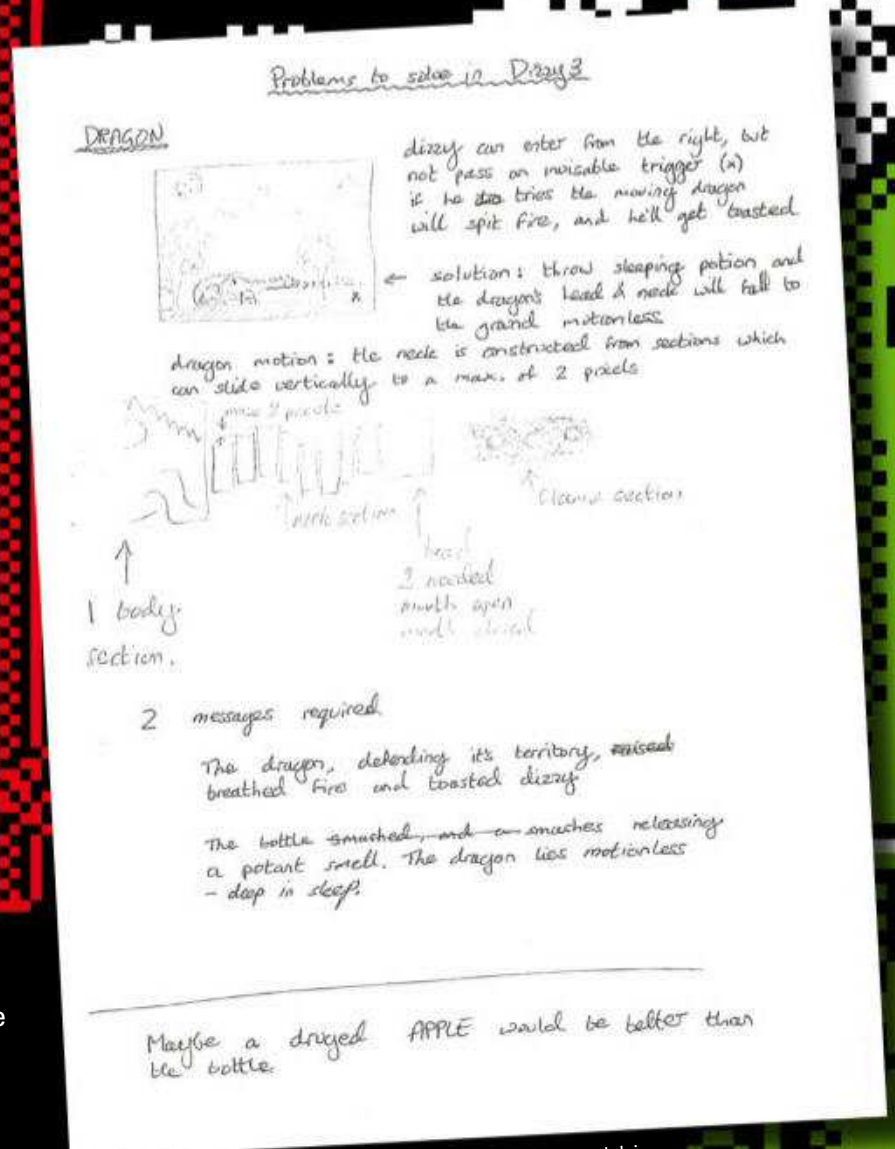 Problems to solve in Dizzy 3
DRAGON
dizzy can enter from the right, but
not pass an invisable trigger (x)
if he tries the moving dragon
will spit fire, and he'll get toasted
← solution: throw sleeping potion and
the dragon's head & neck will fall to
the ground motionless
x
dragon motion: the neck is constructed from sections which
can slide vertically to a max. of 2 pixels
max 2 pixels
neck section
flame section
head
2 needed
mouth open
mouth closed
1 body
section.
2 messages required
The dragon, defending it's territory, raised
breathed fire and toasted dizzy
The bottle smashed, and a smashes releasing
a potant smell. The dragon lies motionless
- deep in sleep.
Maybe a druged APPLE would be better than
the bottle.
e